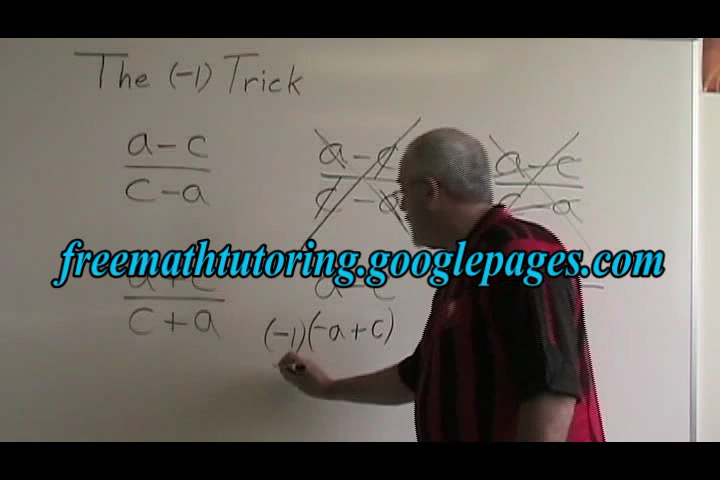 The (-1) Trick
a - c
c - a
a - c
c - a
a - c
c - a
freemathtutoring.googlepages.com
a + c
c + a
a - c
(-1)(-a + c)